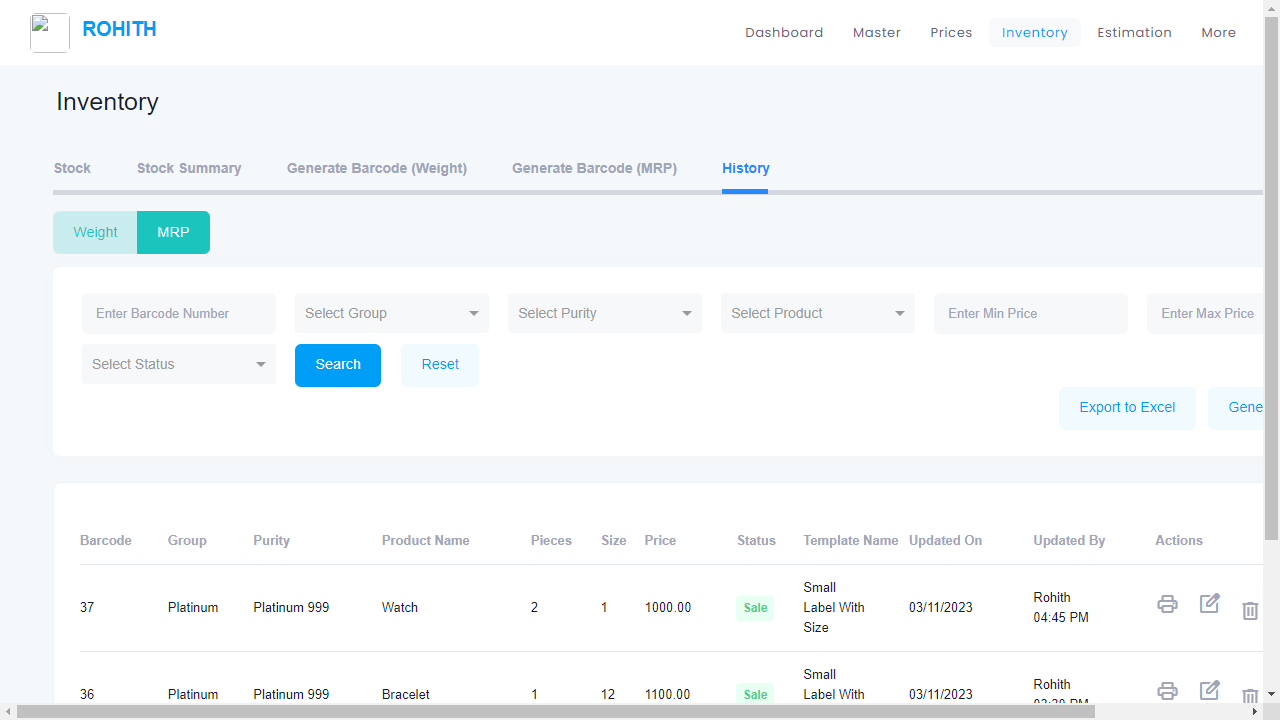 ROHITH
Dashboard Master Prices Inventory Estimation More
Inventory
Stock Stock Summary Generate Barcode (Weight) Generate Barcode (MRP) History
Weight MRP
Enter Barcode Number Select Group Select Purity Select Product Enter Min Price Enter Max Price
Select Status Search Reset
Export to Excel Gene
Barcode Group Purity Product Name Pieces Size Price Status Template Name Updated On Updated By Actions
37 Platinum Platinum 999 Watch 2 1 1000.00 Sale Small Label With Size 03/11/2023 Rohith 04:45 PM
36 Platinum Platinum 999 Bracelet 1 12 1100.00 Sale Small Label With 03/11/2023 Rohith